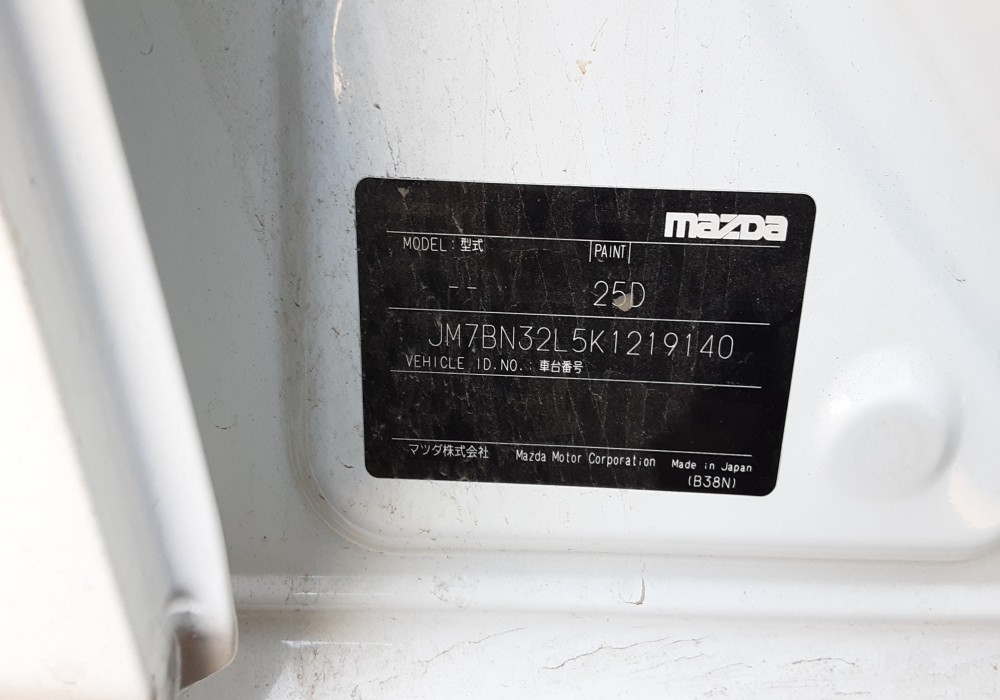 mazda
MODEL : 型式 PAINT
-- 25D
JM7BN32L5K1219140
VEHICLE ID.NO. : 車台番号
マツダ株式会社 Mazda Motor Corporation Made in Japan
(B38N)